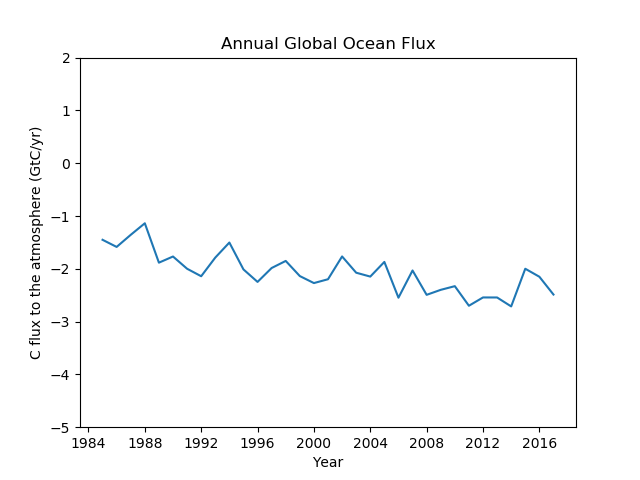 Annual Global Ocean Flux
C flux to the atmosphere (GtC/yr)
2
1
0
−1
−2
−3
−4
−5
1984 1988 1992 1996 2000 2004 2008 2012 2016
Year